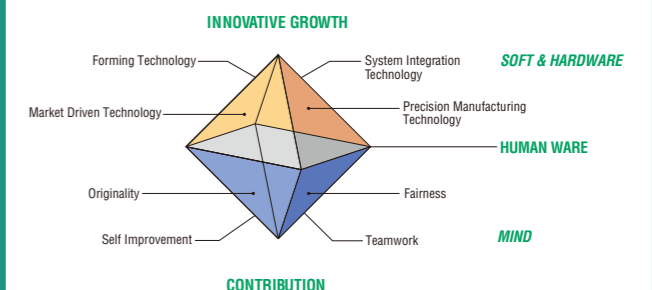 INNOVATIVE GROWTH
Forming Technology
System Integration
Technology
SOFT & HARDWARE
Market Driven Technology
Precision Manufacturing
Technology
HUMAN WARE
Originality
Fairness
Self Improvement
Teamwork
MIND
CONTRIBUTION